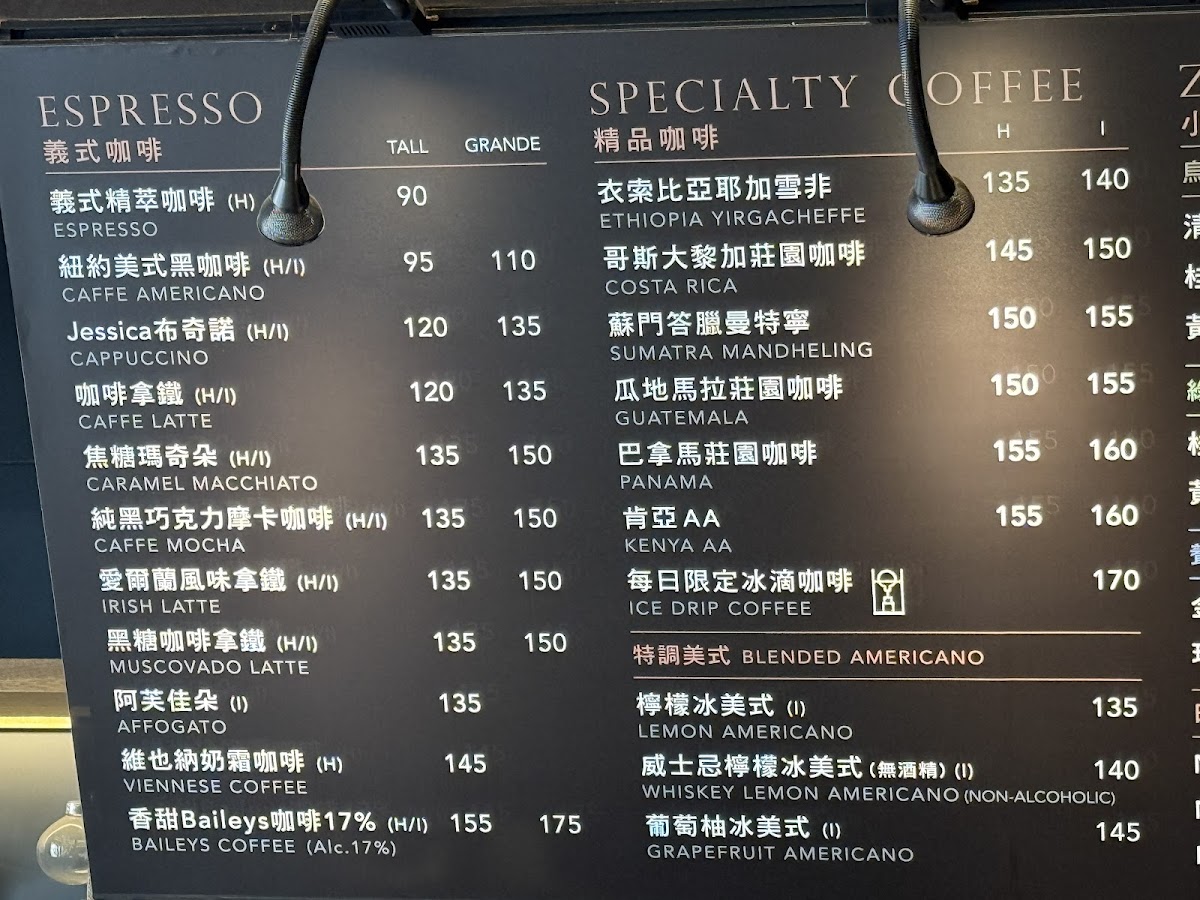 ESPRESSO
義式咖啡 TALL GRANDE
義式精萃咖啡 (H) 90
ESPRESSO
紐約美式黑咖啡 (H/I) 95 110
CAFFE AMERICANO
Jessica布奇諾 (H/I) 120 135
CAPPUCCINO
咖啡拿鐵 (H/I) 120 135
CAFFE LATTE
焦糖瑪奇朵 (H/I) 135 150
CARAMEL MACCHIATO
純黑巧克力摩卡咖啡 (H/I) 135 150
CAFFE MOCHA
愛爾蘭風味拿鐵 (H/I) 135 150
IRISH LATTE
黑糖咖啡拿鐵 (H/I) 135 150
MUSCOVADO LATTE
阿芙佳朵 (I) 135
AFFOGATO
維也納奶霜咖啡 (H) 145
VIENNESE COFFEE
香甜Baileys咖啡17% (H/I) 155 175
BAILEYS COFFEE (Alc.17%)
SPECIALTY COFFEE
精品咖啡 H I
衣索比亞耶加雪非 135 140
ETHIOPIA YIRGACHEFFE
哥斯大黎加莊園咖啡 145 150
COSTA RICA
蘇門答臘曼特寧 150 155
SUMATRA MANDHELING
瓜地馬拉莊園咖啡 150 155
GUATEMALA
巴拿馬莊園咖啡 155 160
PANAMA
肯亞AA 155 160
KENYA AA
每日限定冰滴咖啡 170
ICE DRIP COFFEE
特調美式 BLENDED AMERICANO
檸檬冰美式 (I) 135
LEMON AMERICANO
威士忌檸檬冰美式 (無酒精) (I) 140
WHISKEY LEMON AMERICANO (NON-ALCOHOLIC)
葡萄柚冰美式 (I) 145
GRAPEFRUIT AMERICANO